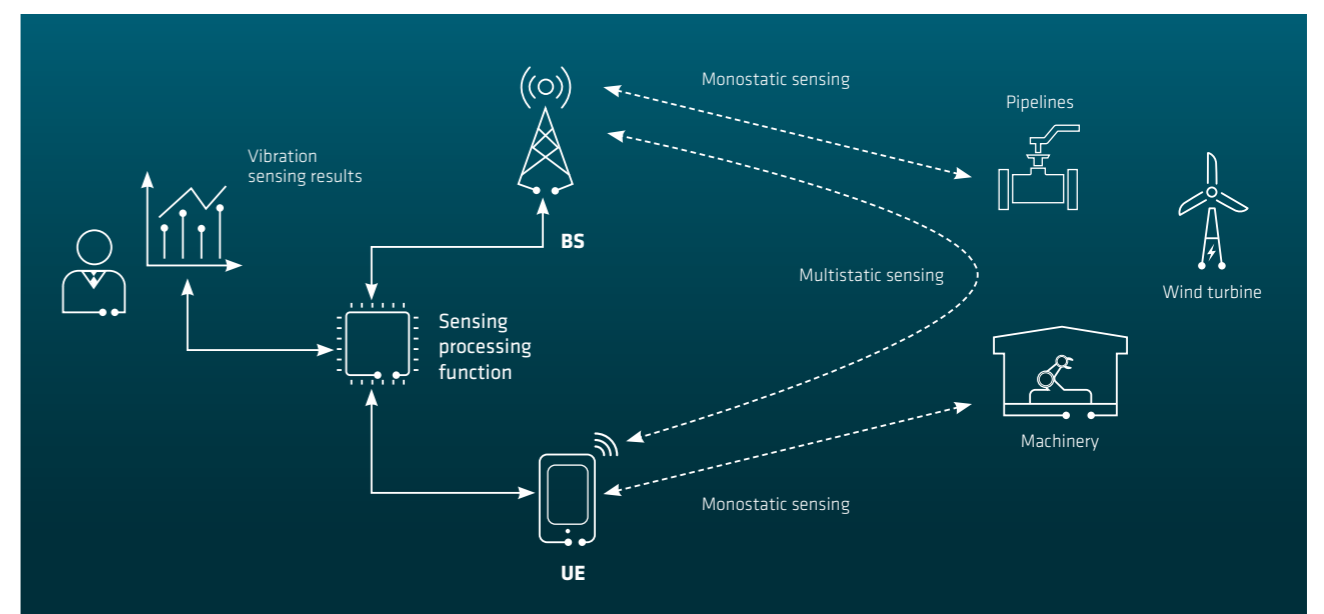 Monostatic sensing
Pipelines
Vibration
sensing results
BS
Multistatic sensing
Wind turbine
Sensing
processing
function
Machinery
Monostatic sensing
UE